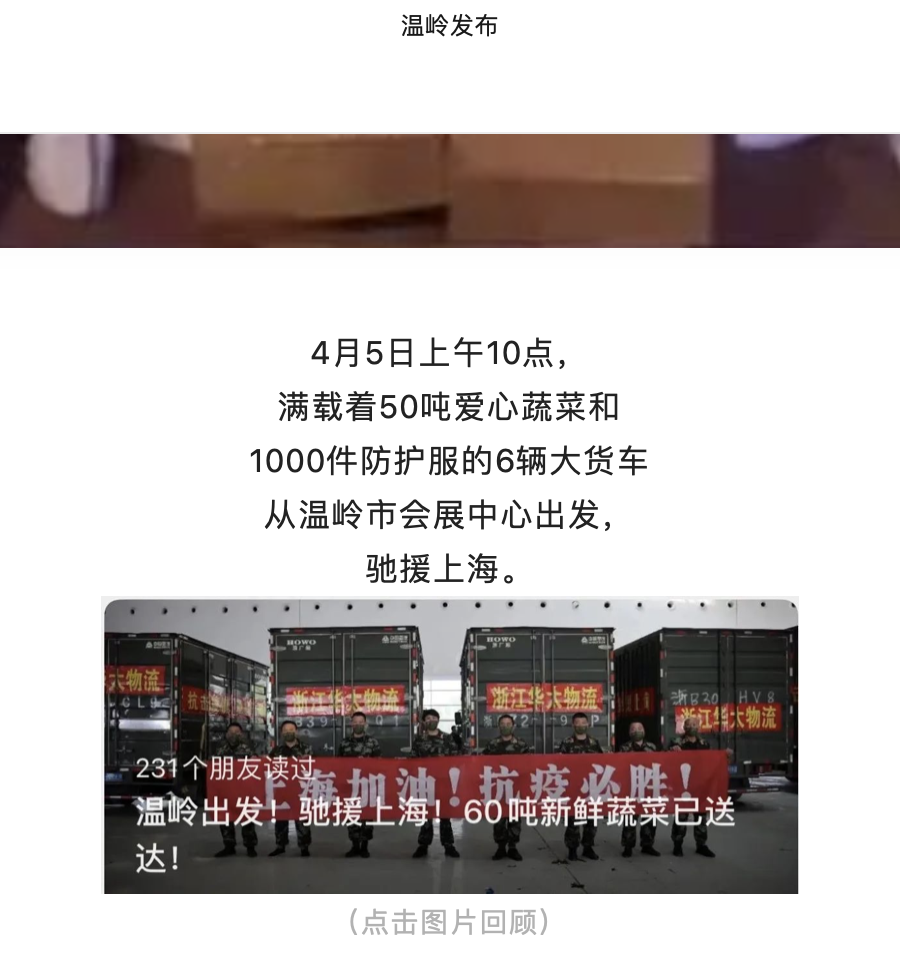 温岭发布
4月5日上午10点，
满载着50吨爱心蔬菜和
1000件防护服的6辆大货车
从温岭市会展中心出发，
驰援上海。
HOWO
HOWO
大物流
浙江华大物流
浙江华大物流
浙江华大物流
231个朋友读过
上海加油！抗疫必胜！
温岭出发！驰援上海！60吨新鲜蔬菜已送
达！
（点击图片回顾）